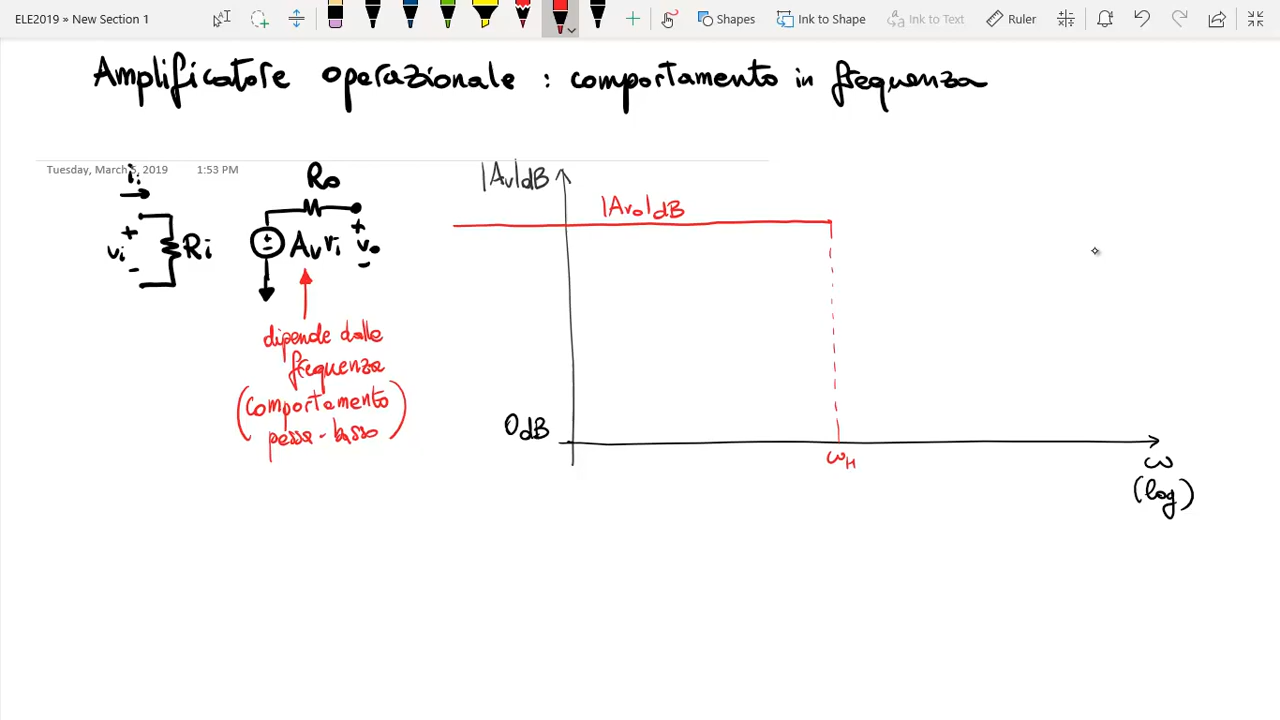 ELE2019 » New Section 1
Shapes
Ink to Shape
Ink to Text
Ruler
Amplificatore operazionale : comportamento in frequenza
Tuesday, March 5, 2019 1:53 PM
ii
Ro
|Av|dB
|Avo|dB
+
vi
-
Ri
+
-
Avvi
+
vo
-
dipende dalla
frequenza
(comportamento
passa-basso)
0dB
ωH
ω
(log)